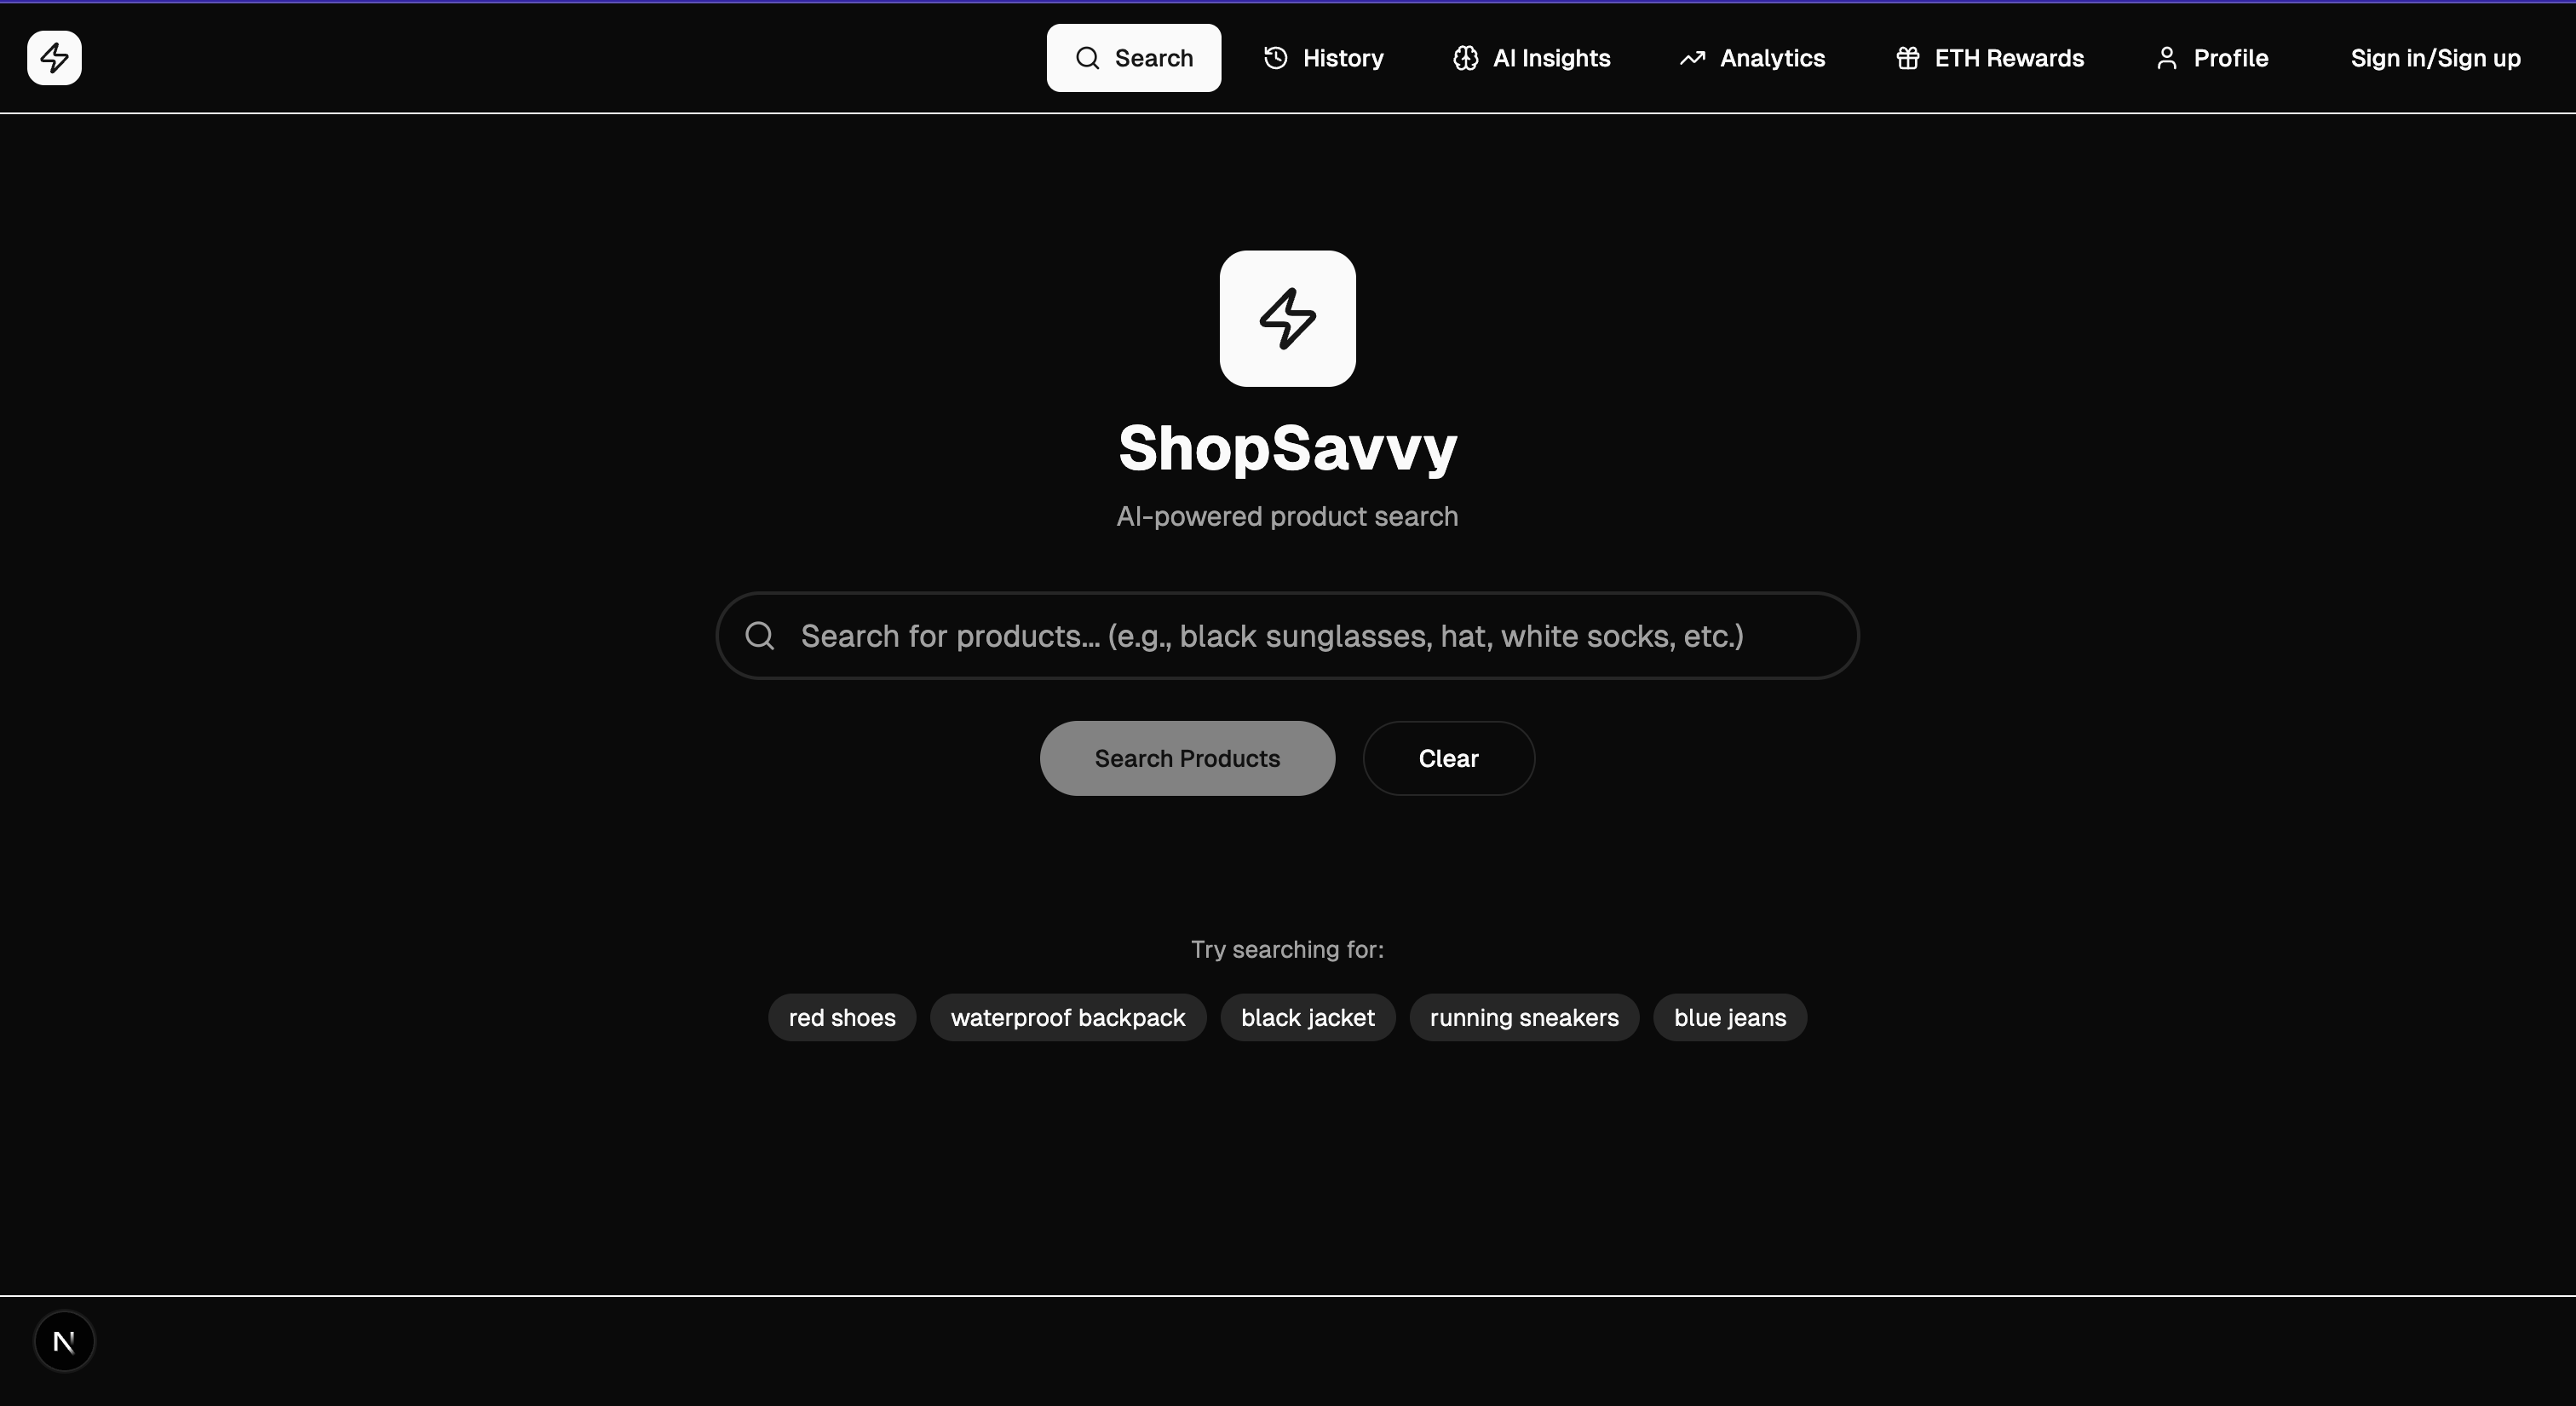 Search History AI Insights Analytics ETH Rewards Profile Sign in/Sign up
ShopSavvy
AI-powered product search
Search for products... (e.g., black sunglasses, hat, white socks, etc.)
Search Products Clear
Try searching for:
red shoes waterproof backpack black jacket running sneakers blue jeans
N